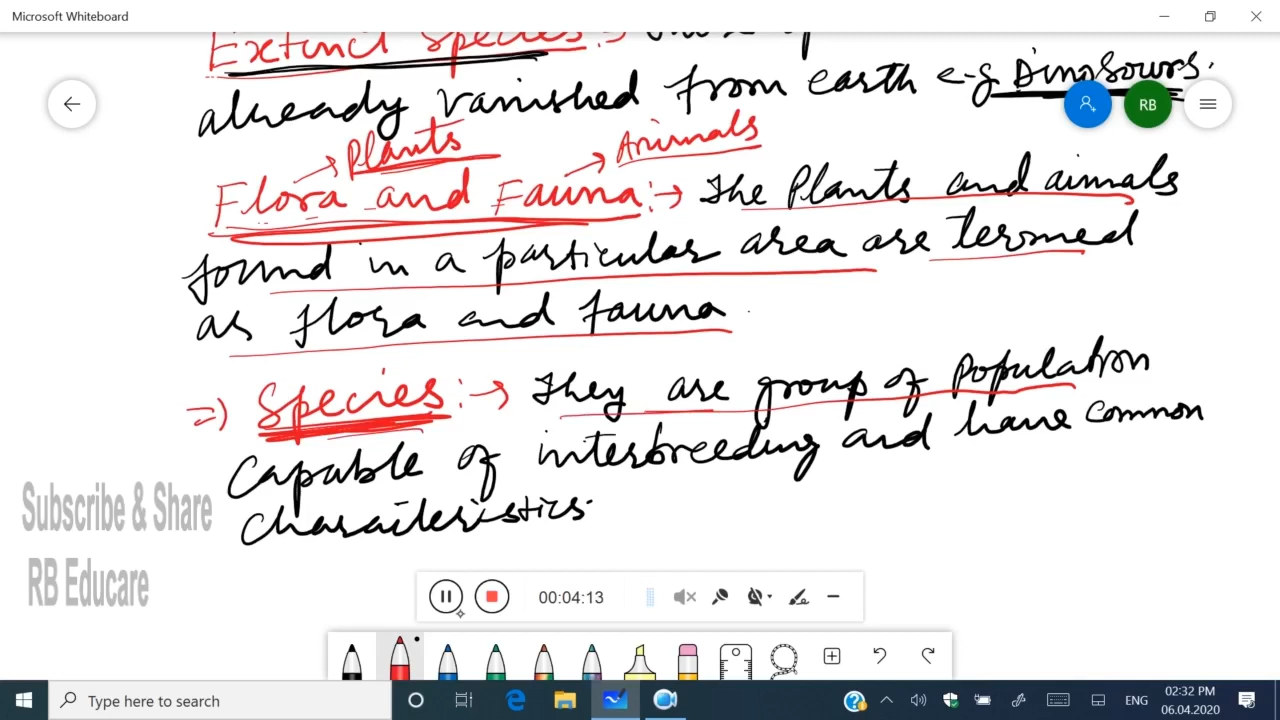 Microsoft Whiteboard
Extinct Species:-
already vanished from earth e.g Dinosours.
RB
Plants
Animals
Flora and Fauna:→ The Plants and aimals
found in a particular area are termed
as flora and fauna
⇒) Species:→ They are group of Population
Capable of interbreeding and have common
Characteristics.
Subscribe & Share
RB Educare
00:04:13
Type here to search
ENG
02:32 PM
06.04.2020